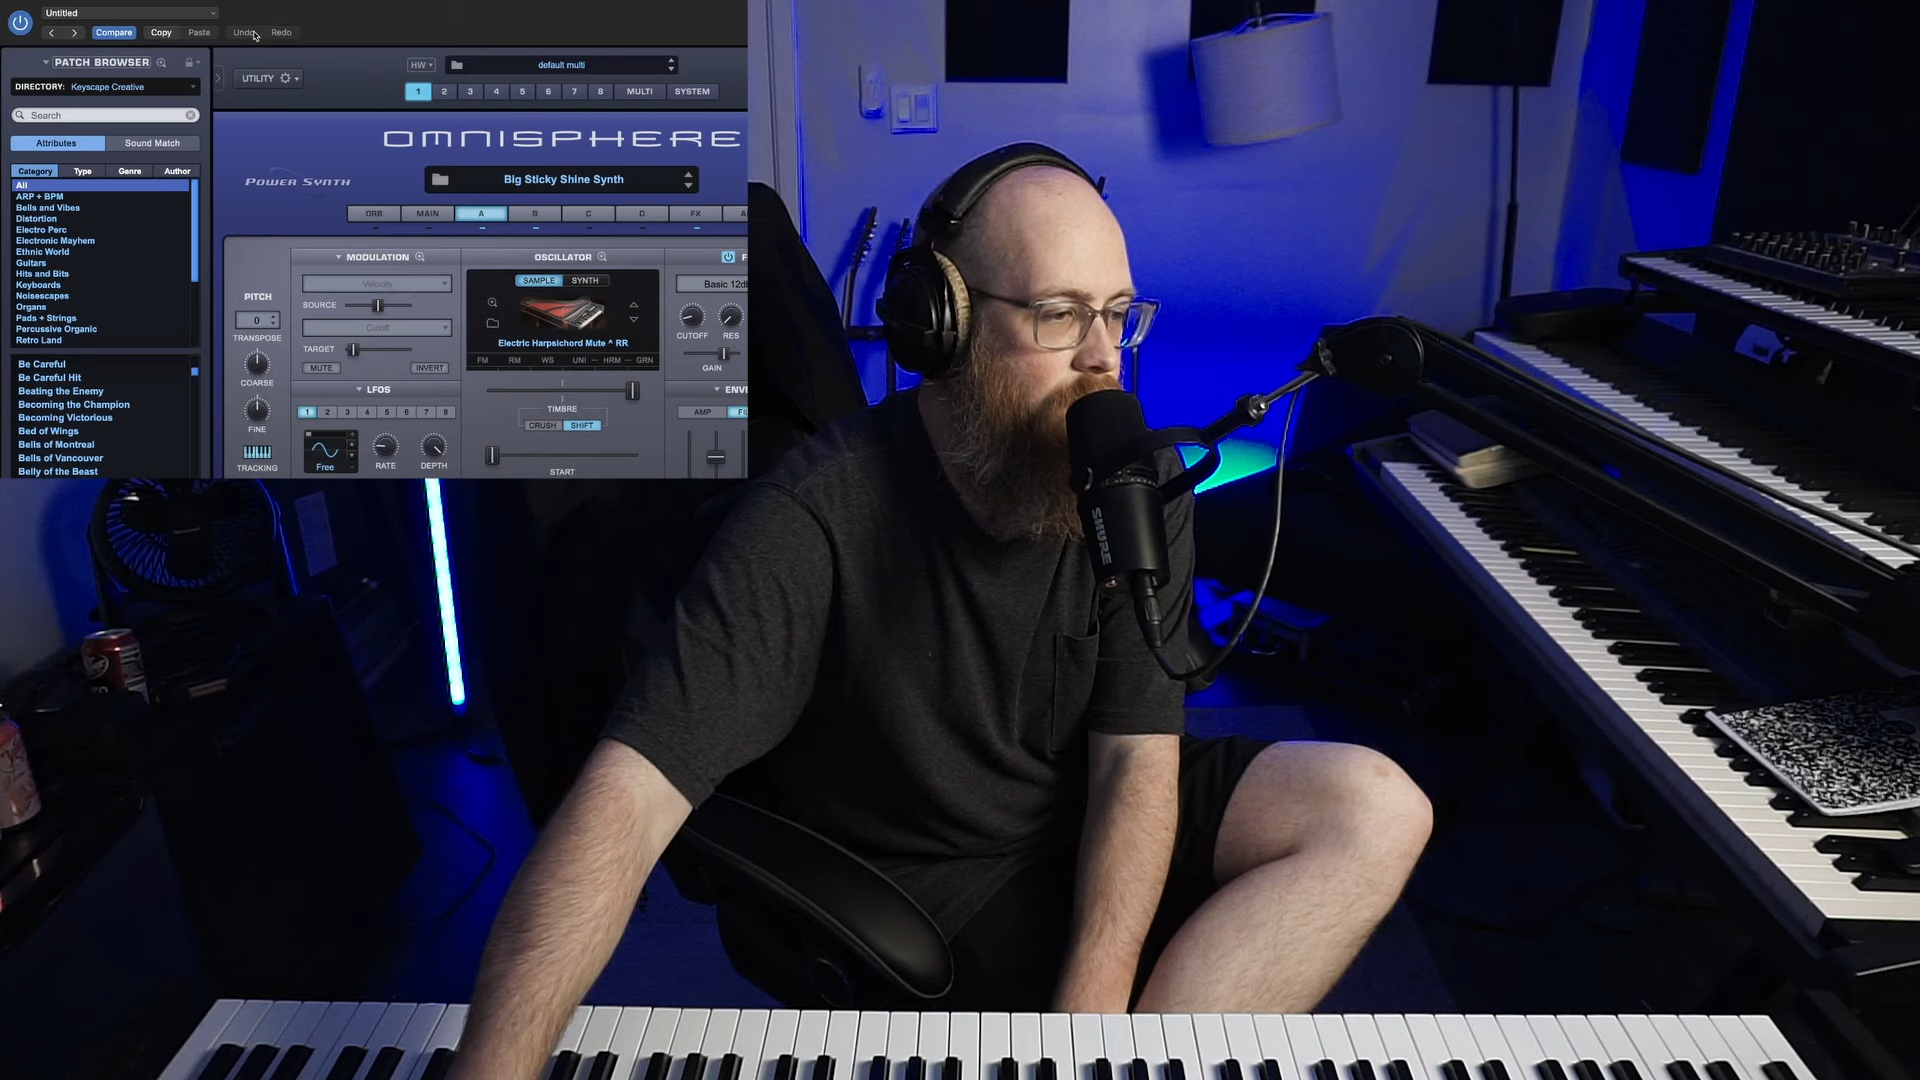 Untitled
Compare Copy Paste Undo Redo
PATCH BROWSER
DIRECTORY: Keyscape Creative
Search
Attributes Sound Match
Category Type Genre Author
All
ARP + BPM
Bells and Vibes
Distortion
Electro Perc
Electronic Mayhem
Ethnic World
Guitars
Hits and Bits
Keyboards
Noisescapes
Organs
Pads + Strings
Percussive Organic
Retro Land
Be Careful
Be Careful Hit
Beating the Enemy
Becoming the Champion
Becoming Victorious
Bed of Wings
Bells of Montreal
Bells of Vancouver
Belly of the Beast
UTILITY
HW
default multi
1 2 3 4 5 6 7 8 MULTI SYSTEM
OMNISPHERE
POWER SYNTH
Big Sticky Shine Synth
ORB MAIN A B C D FX
PITCH
0
TRANSPOSE
COARSE
FINE
TRACKING
MODULATION
Velocity
SOURCE
Cutoff
TARGET
MUTE INVERT
LFOS
1 2 3 4 5 6 7 8
Free
RATE DEPTH
OSCILLATOR
SAMPLE SYNTH
Electric Harpsichord Mute ^ RR
FM RM WS UNI HRM GRN
TIMBRE
CRUSH SHIFT
START
Basic 12db
CUTOFF RES
GAIN
ENVE
AMP FIL
SHURE